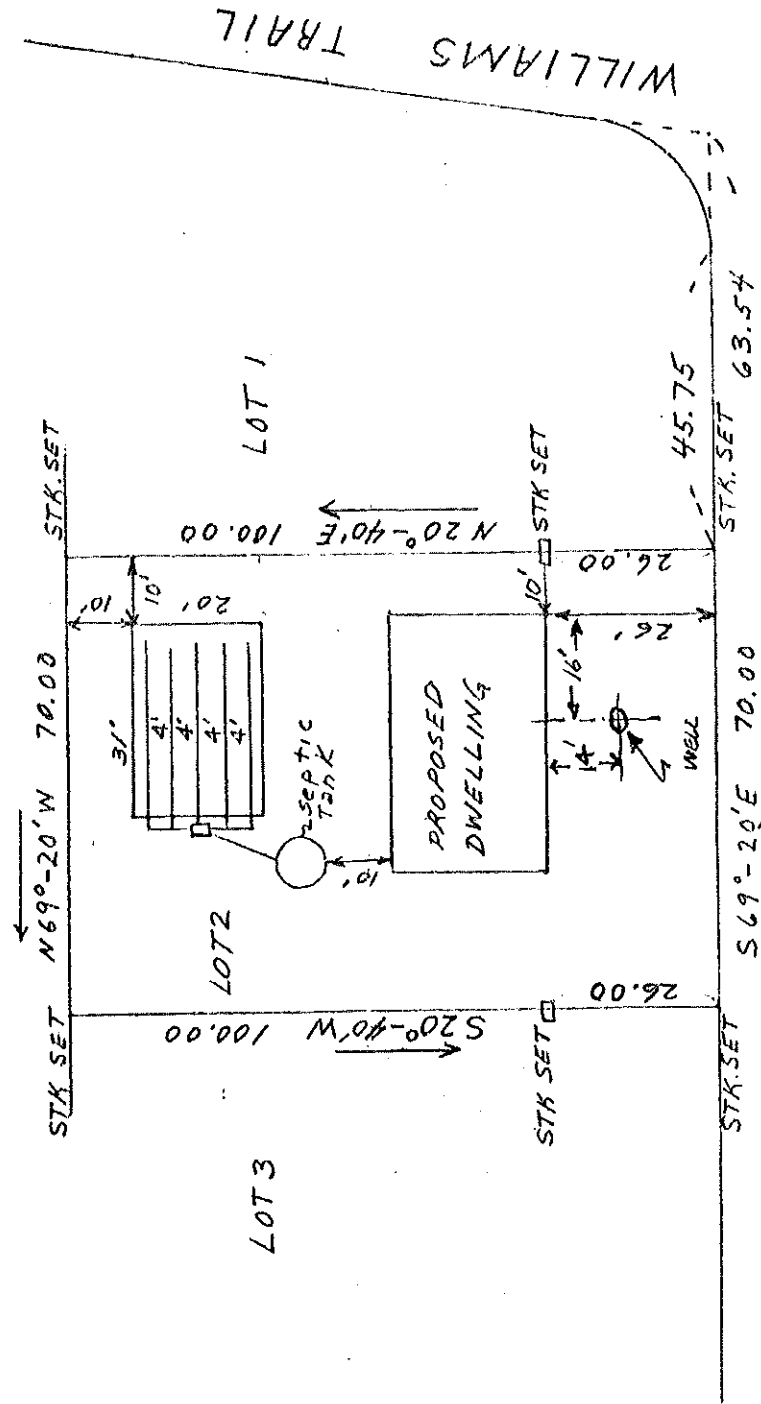 WILLIAMS TRAIL
STK SET
N69°-20'W 70.00
STK.SET
LOT 3
LOT2
LOT 1
S20°-40'W 100.00
N20°-40'E 100.00
10'
10'
31'
20'
4'
4'
4'
4'
septic
Tank
10'
PROPOSED
DWELLING
10'
STK SET
STK SET
26.00
26.00
26'
16'
14'
WELL
45.75
STK.SET
S69°-20'E 70.00
STK.SET
63.54